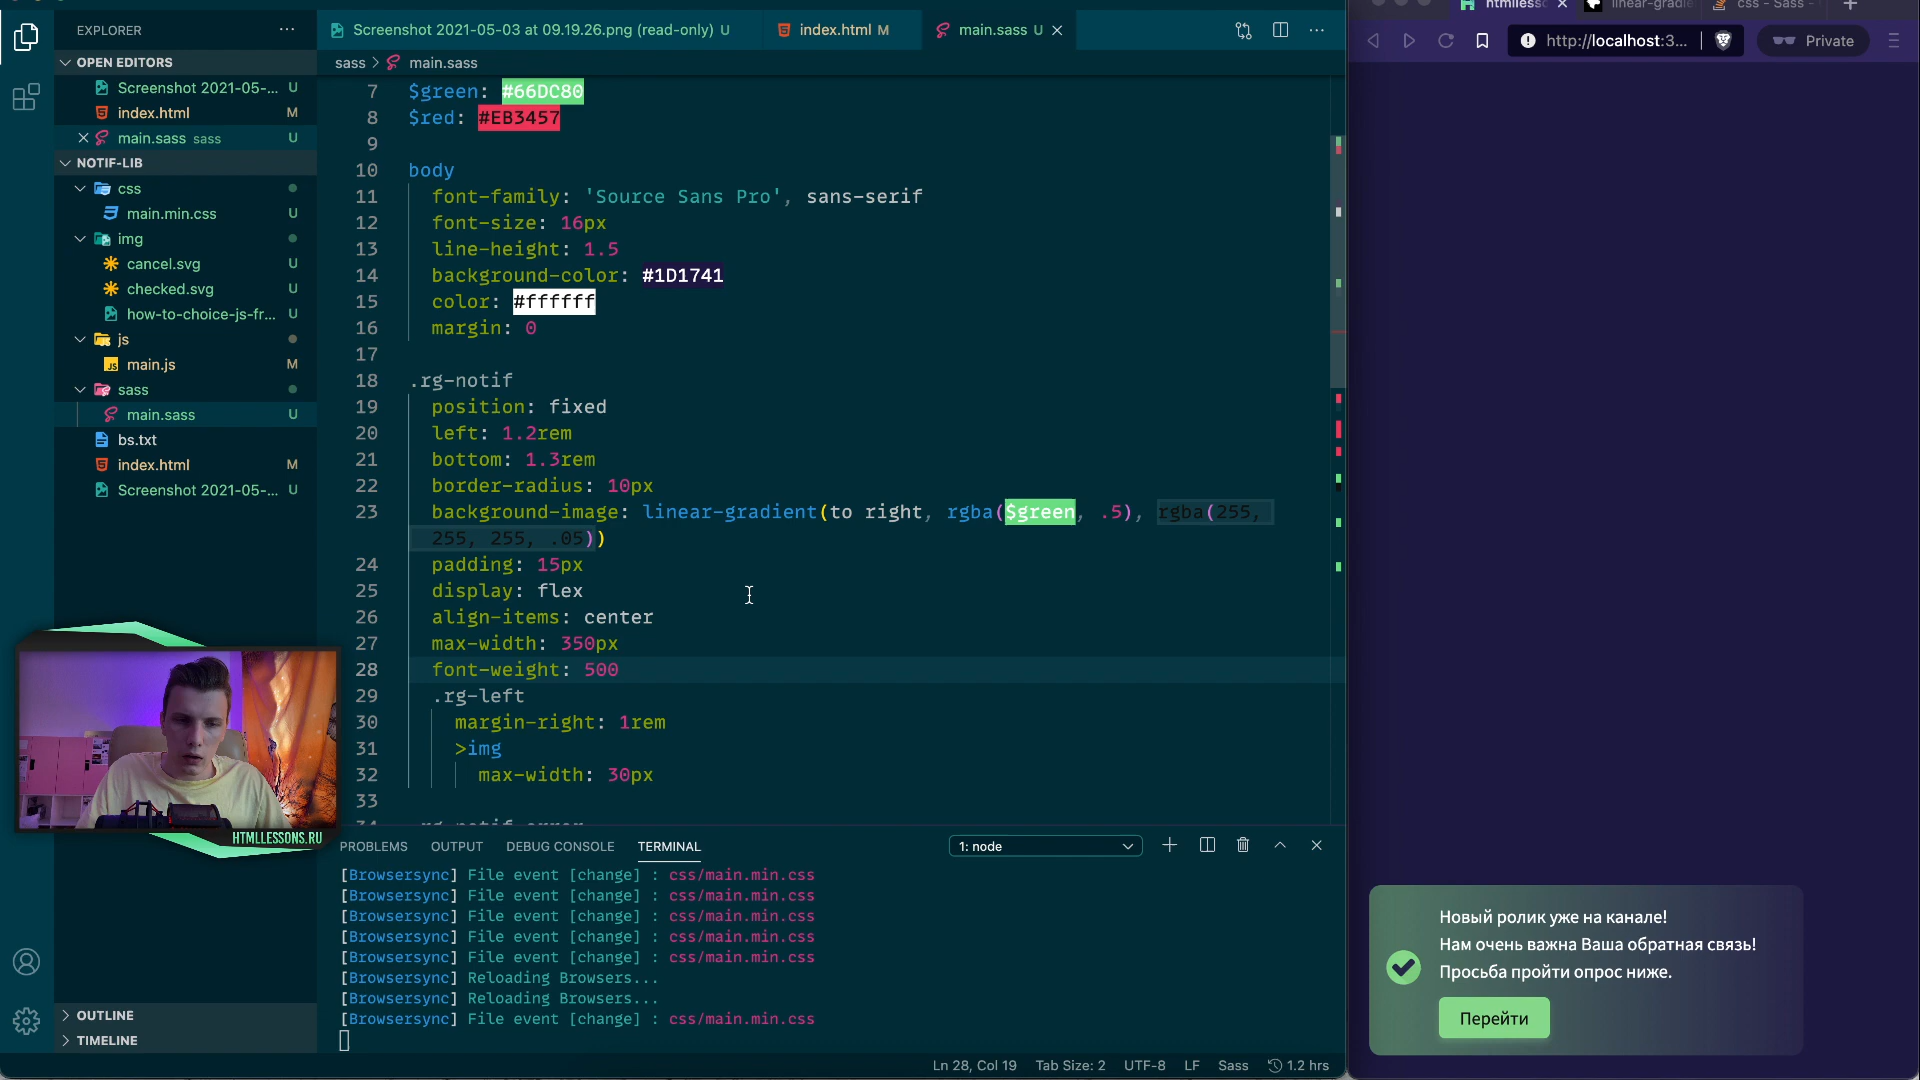 EXPLORER
OPEN EDITORS
Screenshot 2021-05-... U
index.html M
main.sass sass U
NOTIF-LIB
css
main.min.css U
img
cancel.svg U
checked.svg U
how-to-choice-js-fr... U
js
main.js M
sass
main.sass U
bs.txt
index.html M
Screenshot 2021-05-... U
HTMLLESSONS.RU
OUTLINE
TIMELINE
Screenshot 2021-05-03 at 09.19.26.png (read-only) U
index.html M
main.sass U
sass > main.sass
7 $green: #66DC80
8 $red: #EB3457
9
10 body
11 font-family: 'Source Sans Pro', sans-serif
12 font-size: 16px
13 line-height: 1.5
14 background-color: #1D1741
15 color: #ffffff
16 margin: 0
17
18 .rg-notif
19 position: fixed
20 left: 1.2rem
21 bottom: 1.3rem
22 border-radius: 10px
23 background-image: linear-gradient(to right, rgba($green, .5), rgba(255,
255, 255, .05))
24 padding: 15px
25 display: flex
26 align-items: center
27 max-width: 350px
28 font-weight: 500
29 .rg-left
30 margin-right: 1rem
31 >img
32 max-width: 30px
33
PROBLEMS OUTPUT DEBUG CONSOLE TERMINAL 1: node
[Browsersync] File event [change] : css/main.min.css
[Browsersync] File event [change] : css/main.min.css
[Browsersync] File event [change] : css/main.min.css
[Browsersync] File event [change] : css/main.min.css
[Browsersync] File event [change] : css/main.min.css
[Browsersync] Reloading Browsers...
[Browsersync] Reloading Browsers...
[Browsersync] File event [change] : css/main.min.css
Ln 28, Col 19 Tab Size: 2 UTF-8 LF Sass 1.2 hrs
htmlless
linear-gradie
css - Sass -
http://localhost:3... Private
Новый ролик уже на канале!
Нам очень важна Ваша обратная связь!
Просьба пройти опрос ниже.
Перейти